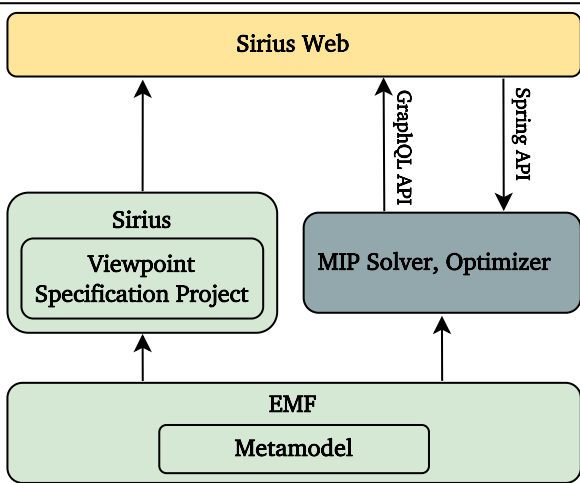 Sirius Web
GraphQL API
Spring API
Sirius
Viewpoint
Specification Project
MIP Solver, Optimizer
EMF
Metamodel